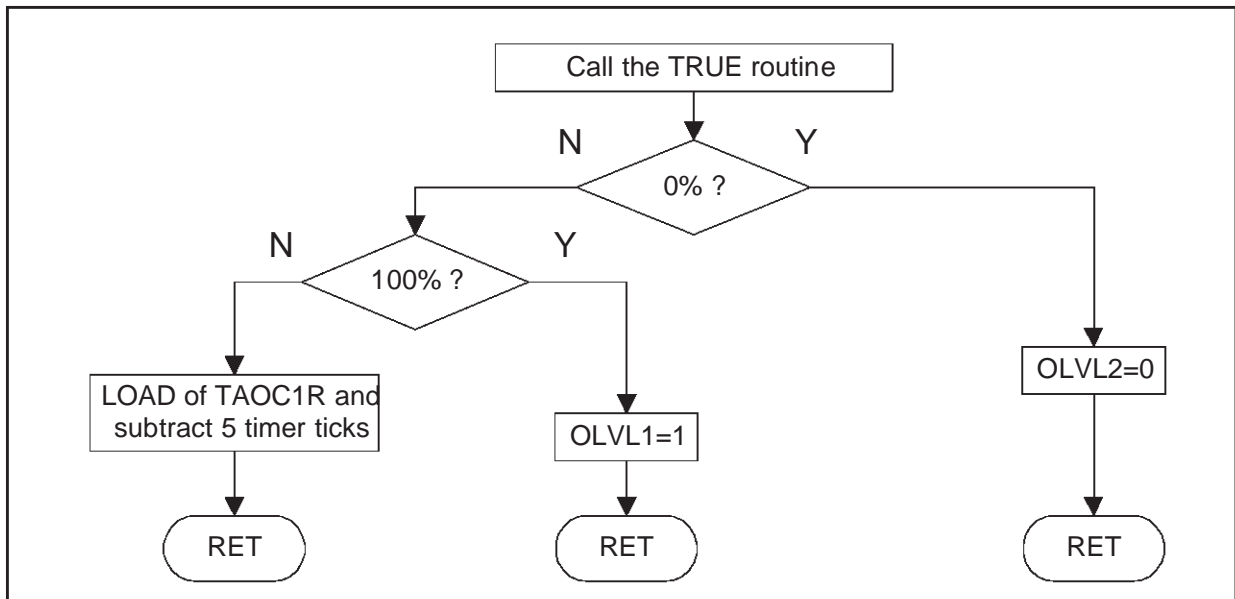 Call the TRUE routine
N
Y
0% ?
N
Y
100% ?
OLVL2=0
LOAD of TAOC1R and
subtract 5 timer ticks
OLVL1=1
RET
RET
RET